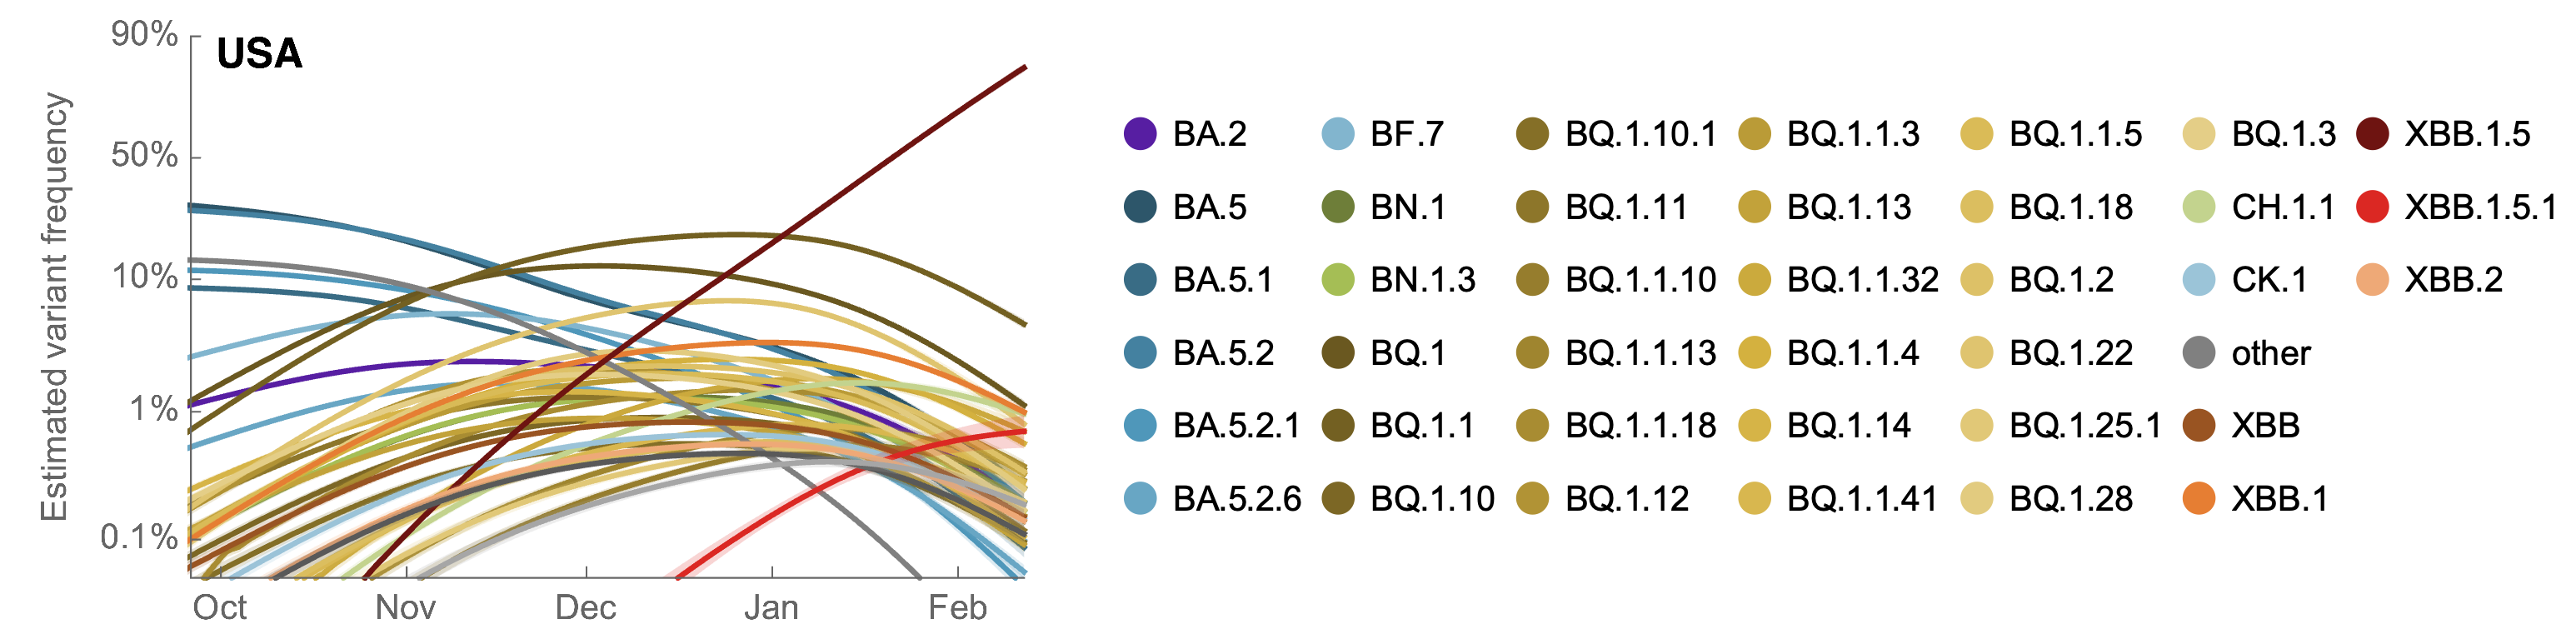 USA
Estimated variant frequency
90%
50%
10%
1%
0.1%
Oct Nov Dec Jan Feb
BA.2 BF.7 BQ.1.10.1 BQ.1.1.3 BQ.1.1.5 BQ.1.3 XBB.1.5
BA.5 BN.1 BQ.1.11 BQ.1.13 BQ.1.18 CH.1.1 XBB.1.5.1
BA.5.1 BN.1.3 BQ.1.1.10 BQ.1.1.32 BQ.1.2 CK.1 XBB.2
BA.5.2 BQ.1 BQ.1.1.13 BQ.1.1.4 BQ.1.22 other
BA.5.2.1 BQ.1.1 BQ.1.1.18 BQ.1.14 BQ.1.25.1 XBB
BA.5.2.6 BQ.1.10 BQ.1.12 BQ.1.1.41 BQ.1.28 XBB.1